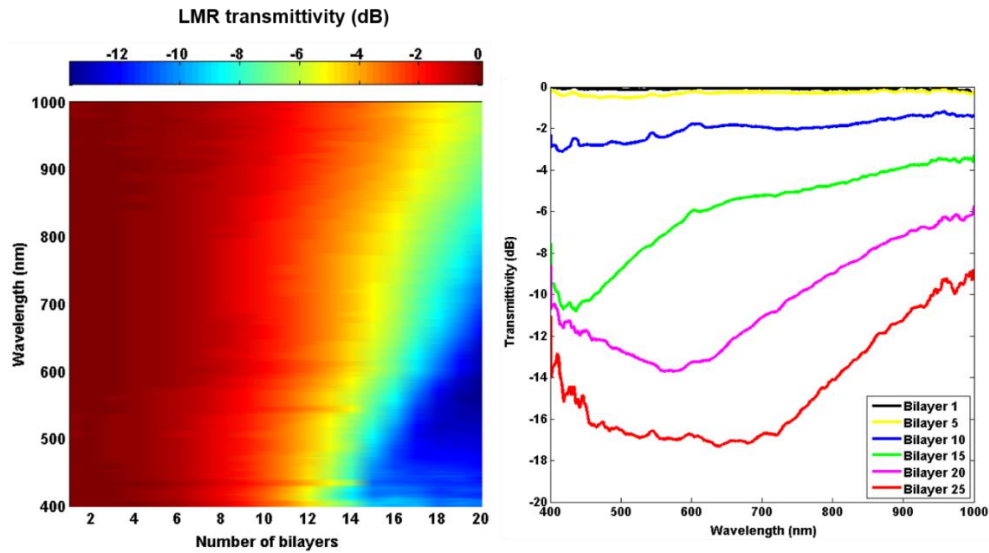 LMR transmittivity (dB)
-12 -10 -8 -6 -4 -2 0
1000
900
800
700
600
500
400
Wavelength (nm)
2 4 6 8 10 12 14 16 18 20
Number of bilayers
0
-2
-4
-6
-8
-10
-12
-14
-16
-18
-20
Transmittivity (dB)
Bilayer 1
Bilayer 5
Bilayer 10
Bilayer 15
Bilayer 20
Bilayer 25
400 500 600 700 800 900 1000
Wavelength (nm)